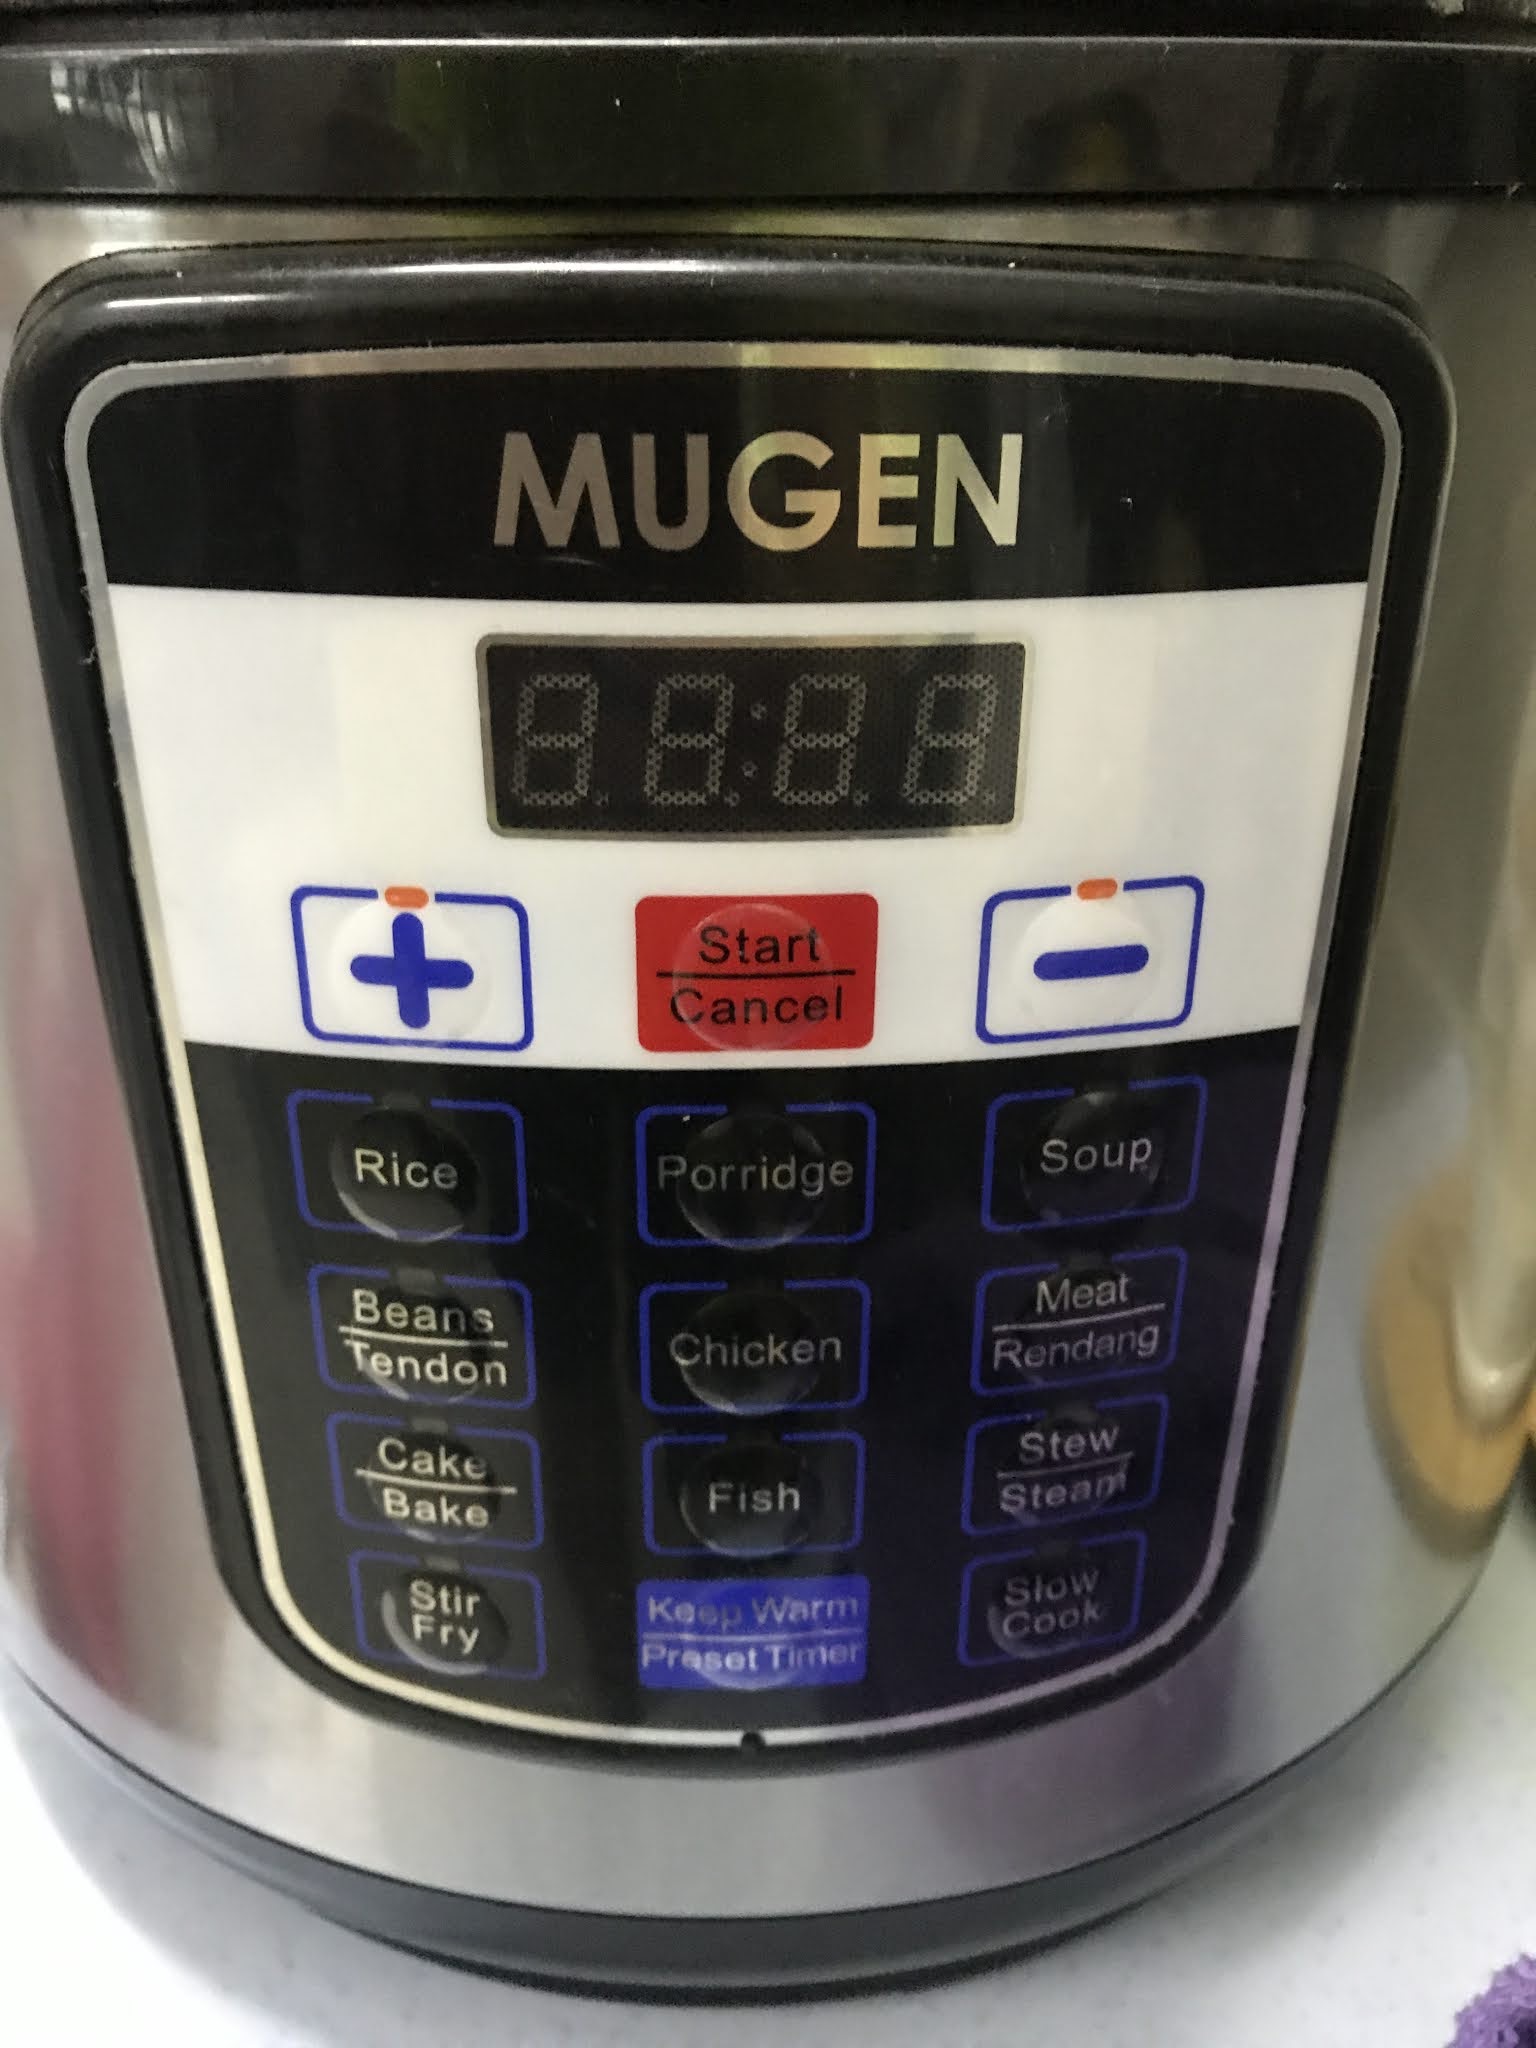 MUGEN
+
Start
Cancel
-
Rice
Porridge
Soup
Beans
Tendon
Chicken
Meat
Rendang
Cake
Bake
Fish
Stew
Steam
Stir
Fry
Keep Warm
Preset Timer
Slow
Cook